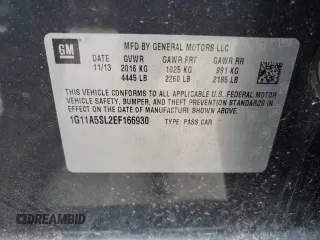 GM
MFD BY GENERAL MOTORS LLC
DATE GVWR GAWR FRT GAWR RR
11/13 2016 KG 1025 KG 991 KG
4445 LB 2260 LB 2185 LB
THIS VEHICLE CONFORMS TO ALL APPLICABLE U.S. FEDERAL
MOTOR VEHICLE SAFETY, BUMPER, AND THEFT PREVENTION STANDARDS
IN EFFECT ON THE DATE OF MANUFACTURE SHOWN ABOVE.
1G11A5SL2EF166930 TYPE: PASS CAR
DREAMBID
DREAMBID.COM